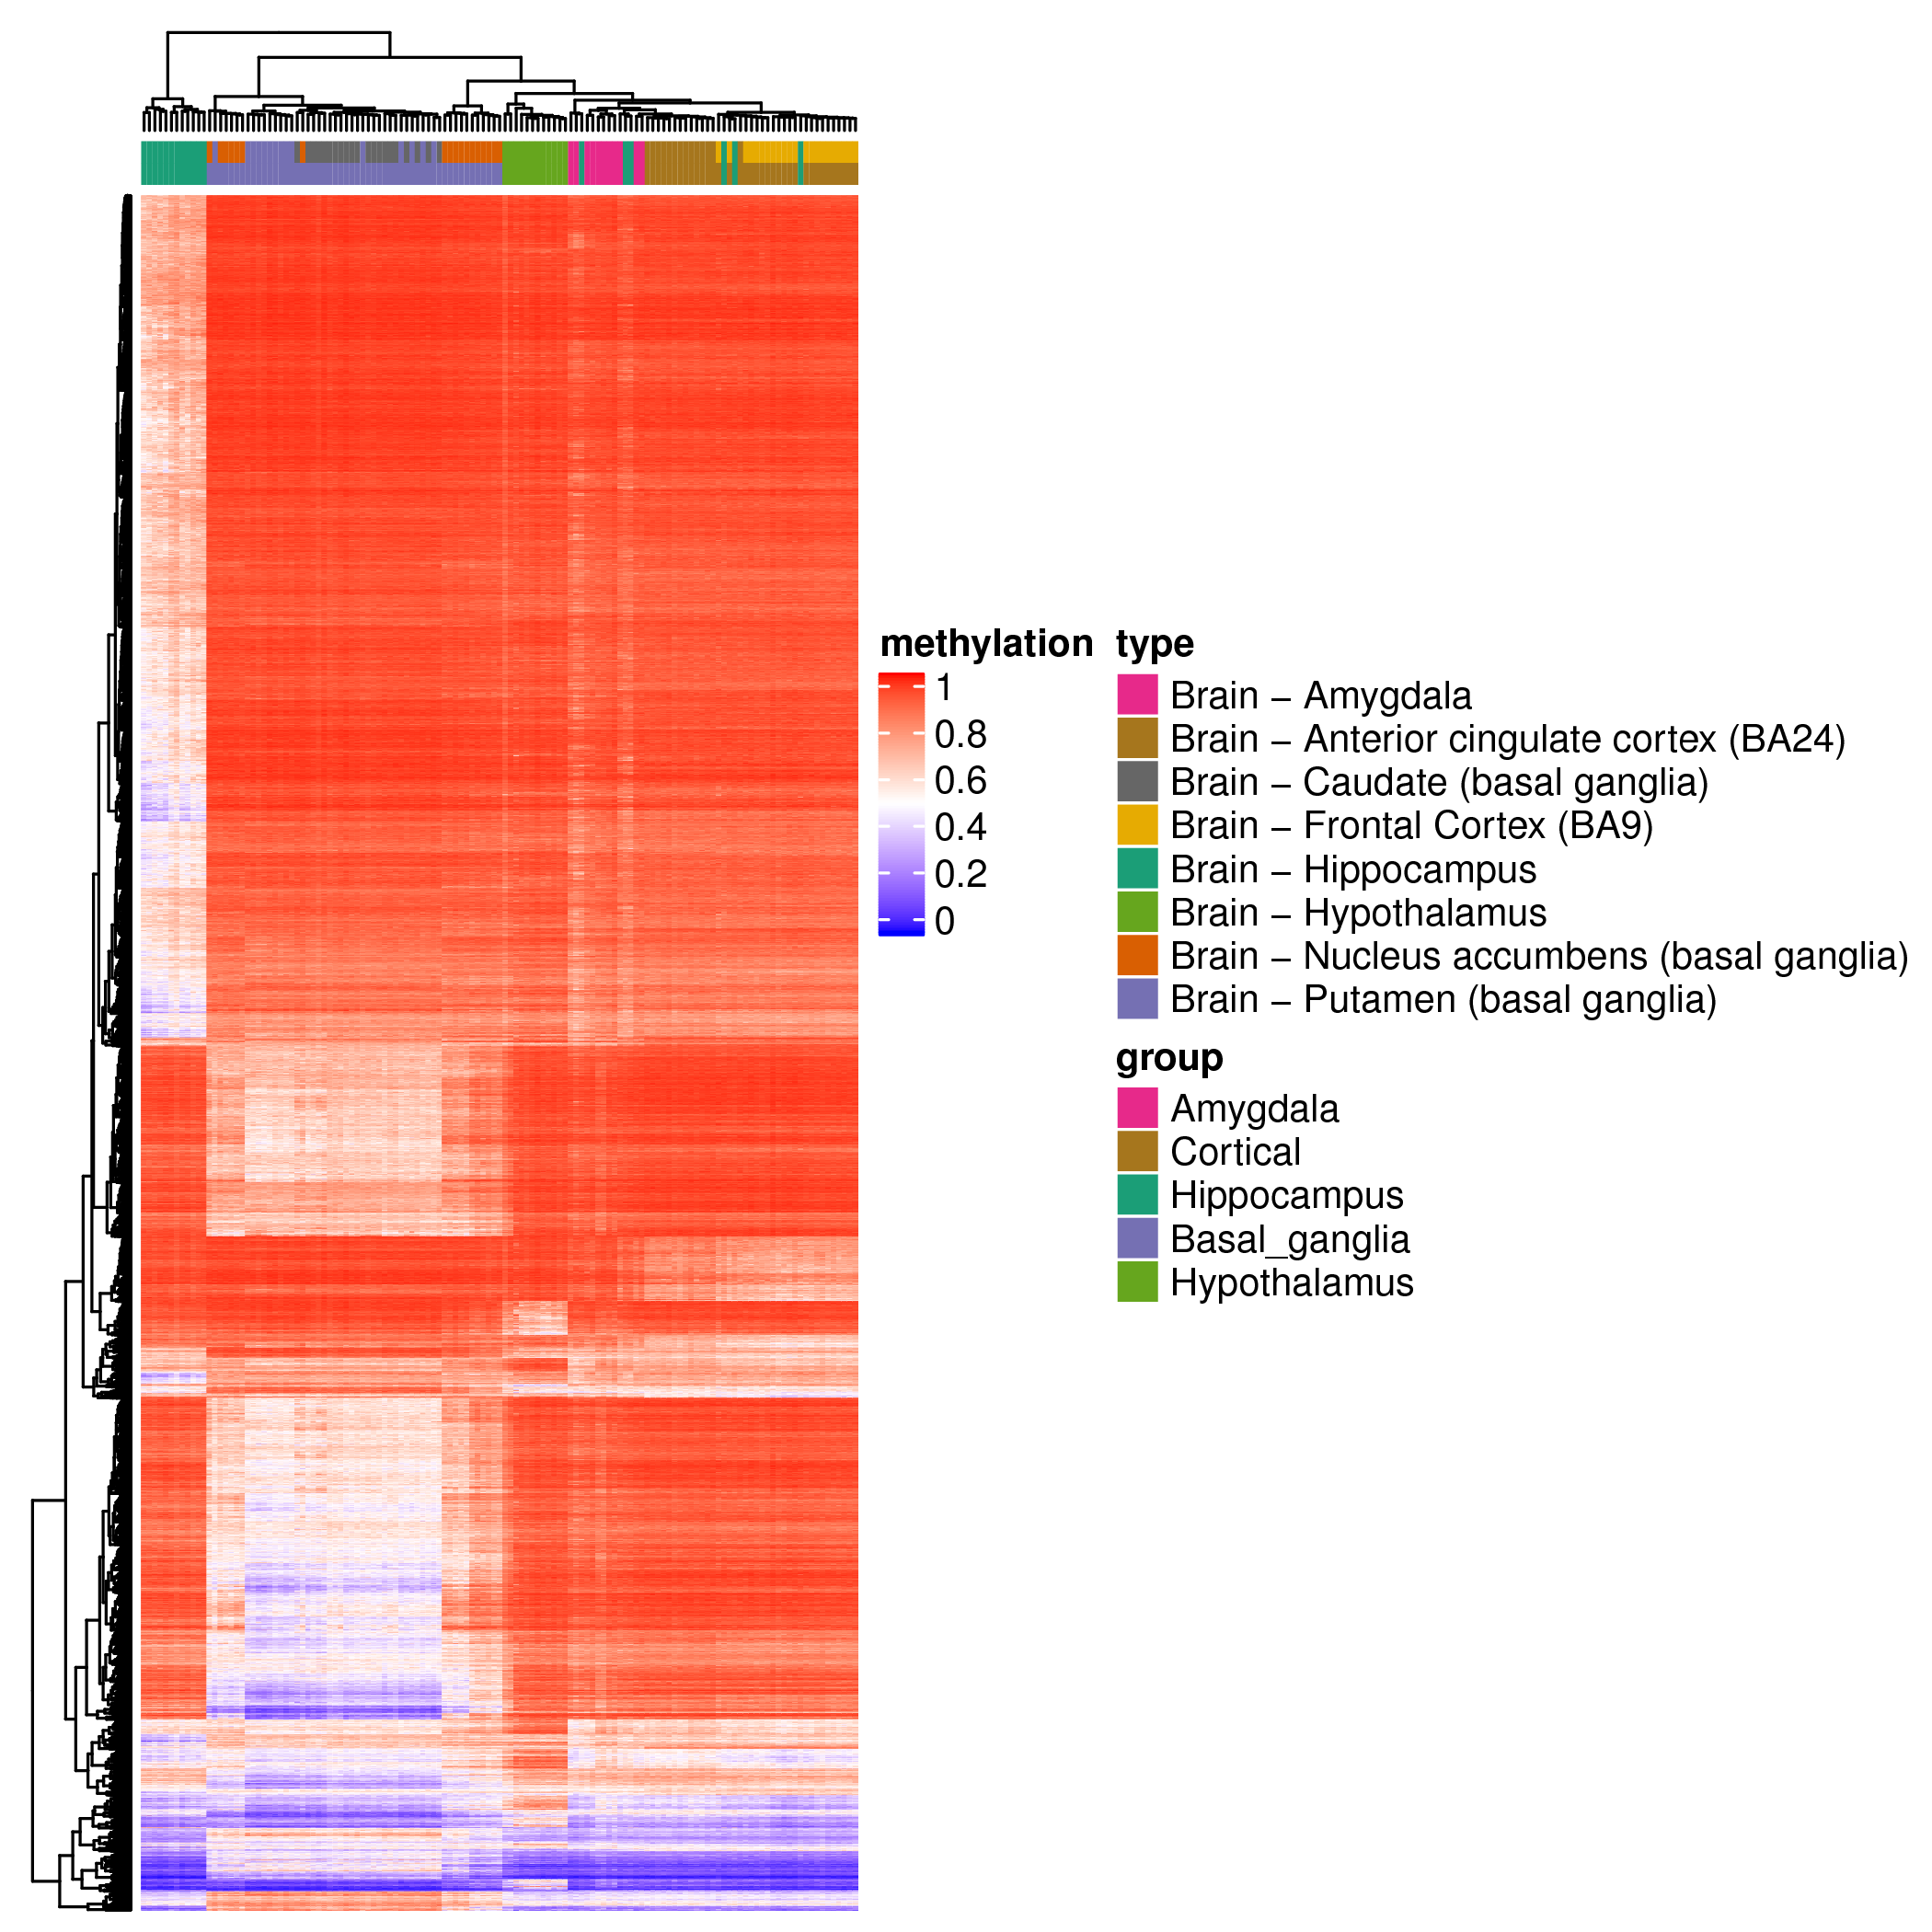 methylation
1
0.8
0.6
0.4
0.2
0
type
Brain − Amygdala
Brain − Anterior cingulate cortex (BA24)
Brain − Caudate (basal ganglia)
Brain − Frontal Cortex (BA9)
Brain − Hippocampus
Brain − Hypothalamus
Brain − Nucleus accumbens (basal ganglia)
Brain − Putamen (basal ganglia)
group
Amygdala
Cortical
Hippocampus
Basal_ganglia
Hypothalamus